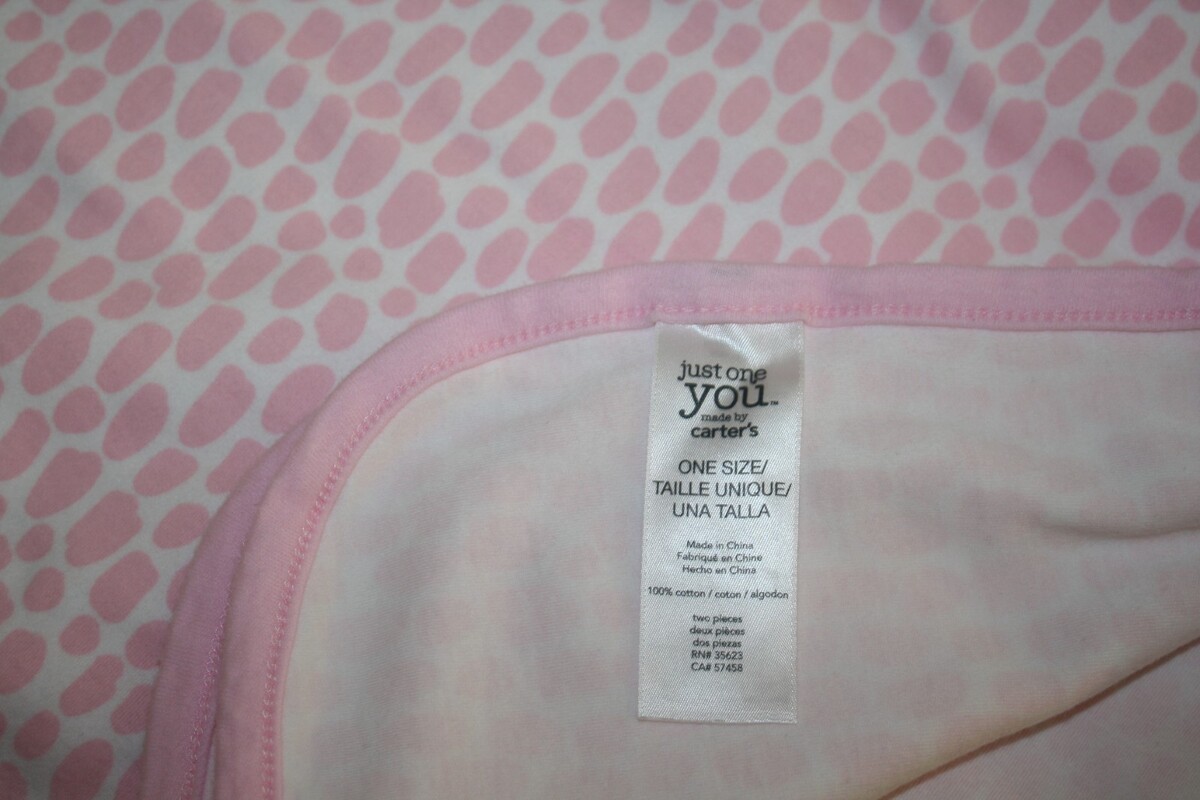 just one
you™
made by
carter's
ONE SIZE/
TAILLE UNIQUE/
UNA TALLA
Made in China
Fabriqué en Chine
Hecho en China
100% cotton / coton / algodon
two pieces
deux pièces
dos piezas
RN# 35623
CA# 57458